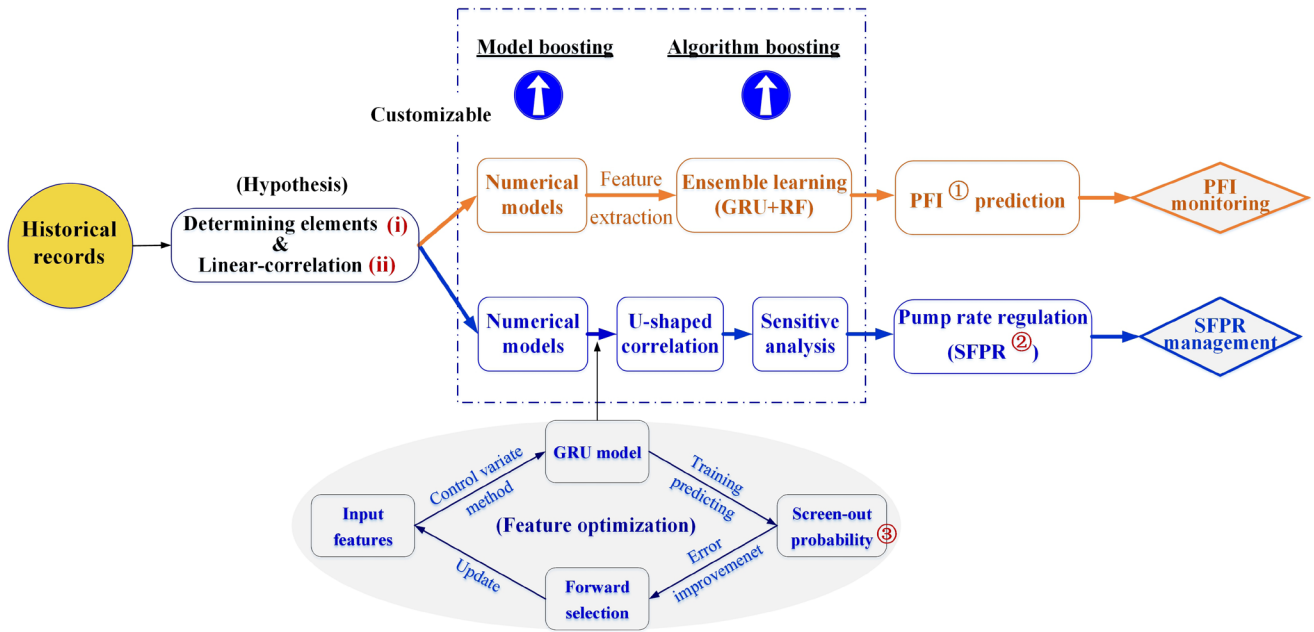 Model boosting
Algorithm boosting
Customizable
Historical
records
(Hypothesis)
Determining elements (i)
&
Linear-correlation (ii)
Numerical
models
Feature
extraction
Ensemble learning
(GRU+RF)
PFI ① prediction
PFI
monitoring
Numerical
models
U-shaped
correlation
Sensitive
analysis
Pump rate regulation
(SFPR ②)
SFPR
management
GRU model
Control variate
method
Training
predicting
Input
features
(Feature optimization)
Screen-out
probability ③
Update
Error
improvemenet
Forward
selection